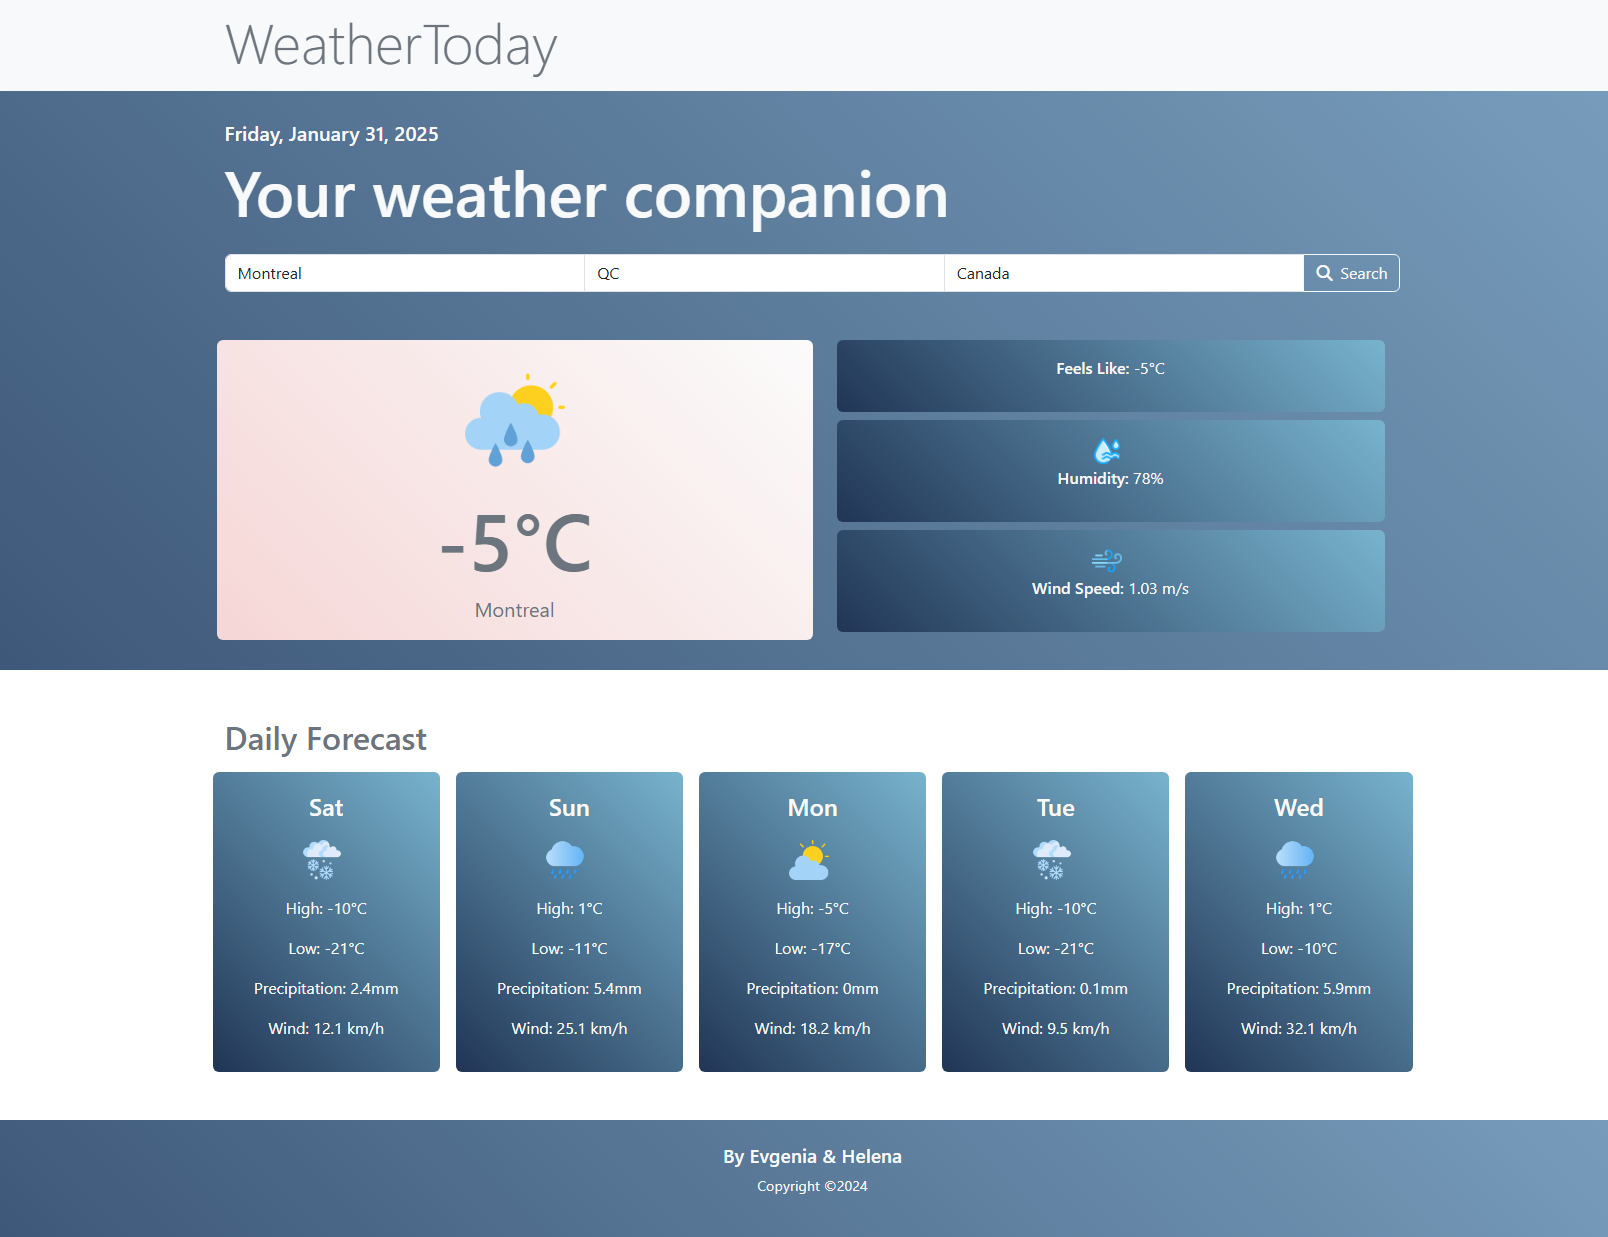 WeatherToday
Friday, January 31, 2025
Your weather companion
Montreal QC Canada Search
-5°C
Montreal
Feels Like: -5°C
Humidity: 78%
Wind Speed: 1.03 m/s
Daily Forecast
Sat
High: -10°C
Low: -21°C
Precipitation: 2.4mm
Wind: 12.1 km/h
Sun
High: 1°C
Low: -11°C
Precipitation: 5.4mm
Wind: 25.1 km/h
Mon
High: -5°C
Low: -17°C
Precipitation: 0mm
Wind: 18.2 km/h
Tue
High: -10°C
Low: -21°C
Precipitation: 0.1mm
Wind: 9.5 km/h
Wed
High: 1°C
Low: -10°C
Precipitation: 5.9mm
Wind: 32.1 km/h
By Evgenia & Helena
Copyright ©2024